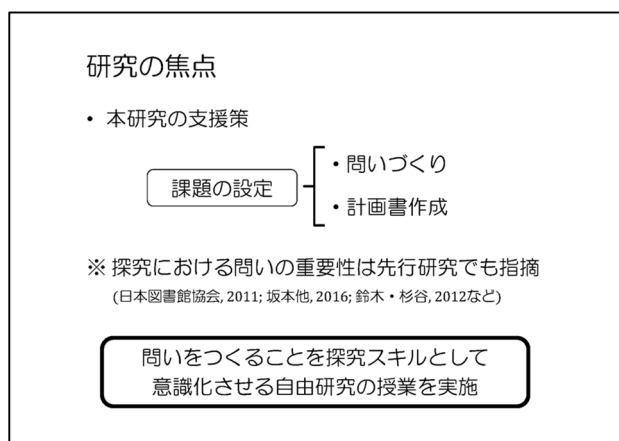 研究の焦点
• 本研究の支援策
課題の設定
・問いづくり
・計画書作成
※ 探究における問いの重要性は先行研究でも指摘
(日本図書館協会, 2011; 坂本他, 2016; 鈴木・杉谷, 2012など)
問いをつくることを探究スキルとして
意識化させる自由研究の授業を実施